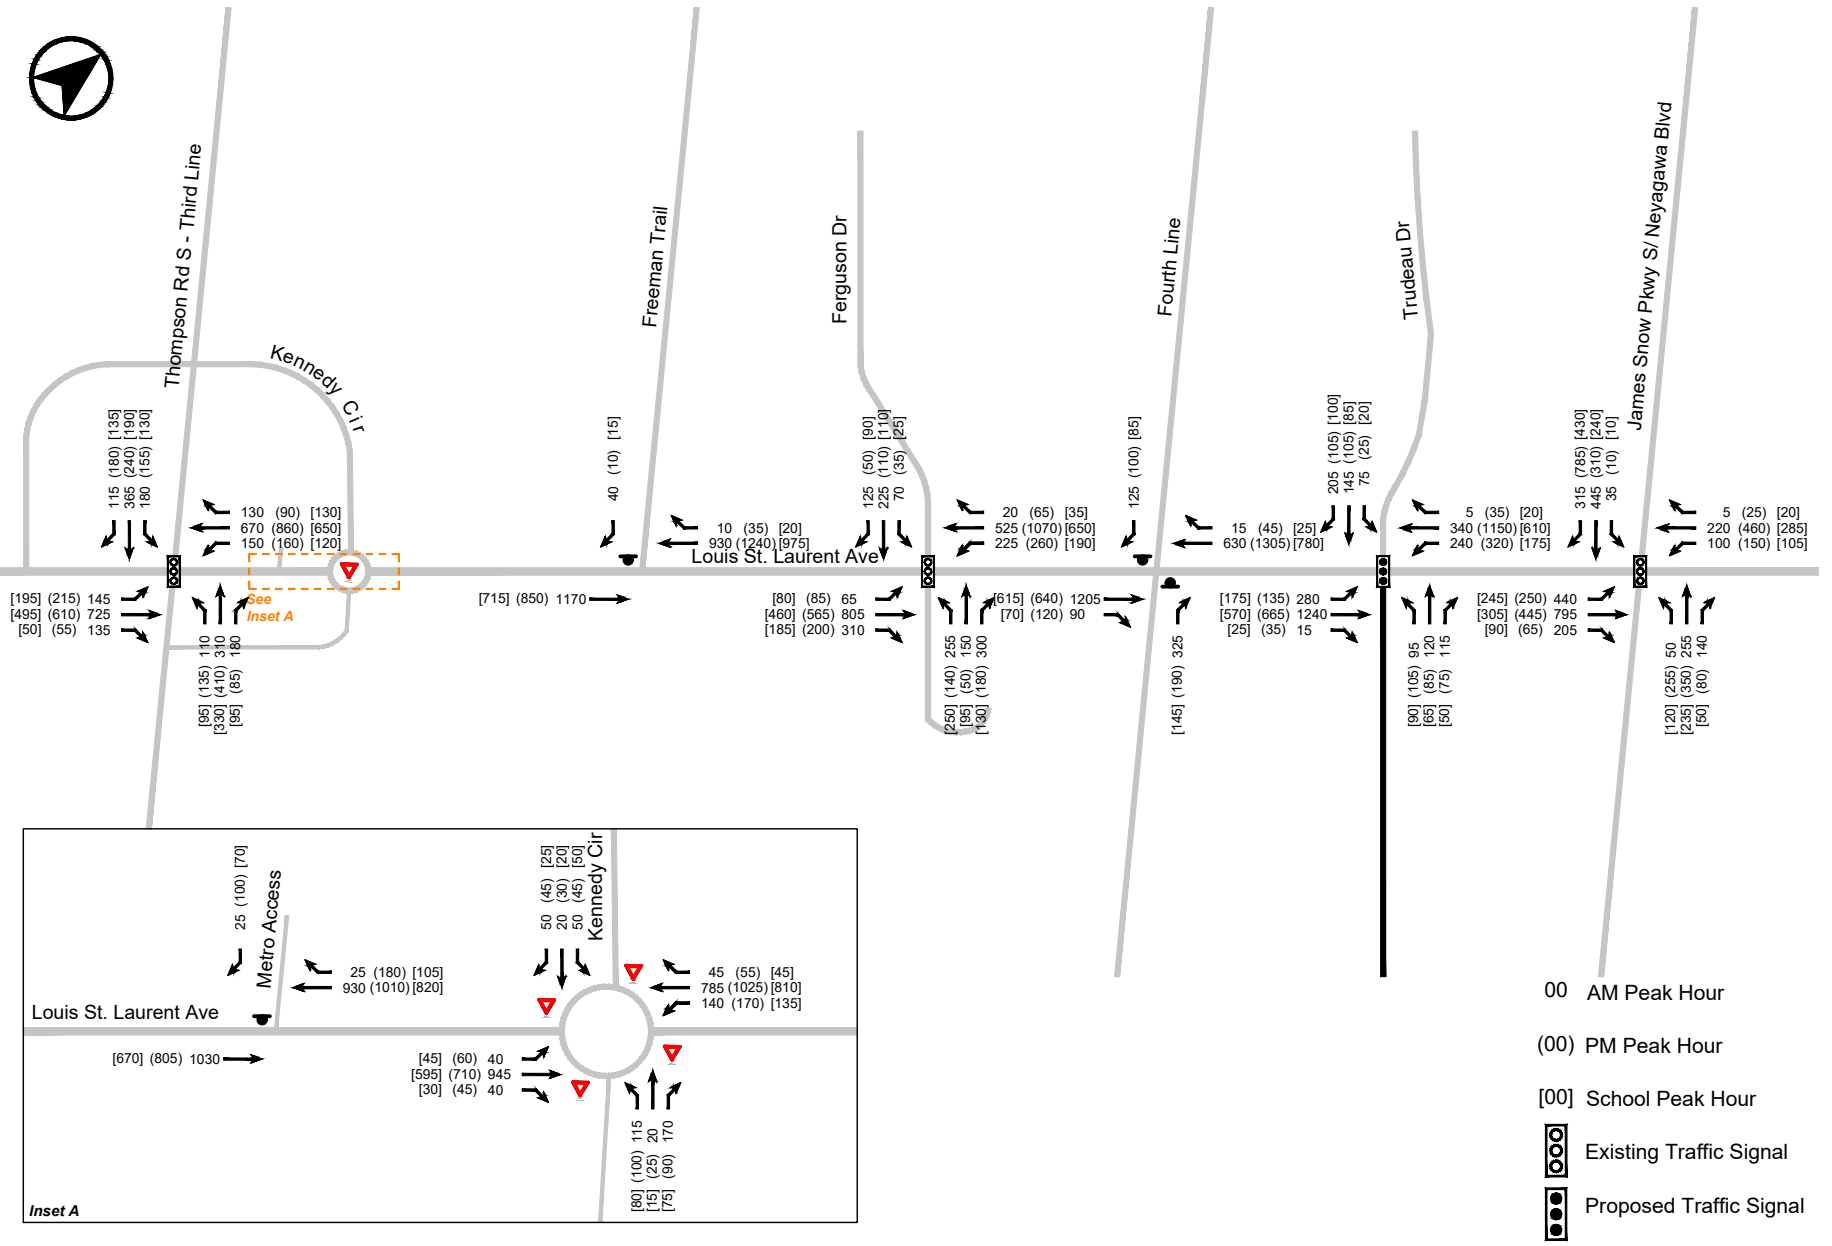 Thompson Rd S - Third Line
Kennedy Cir
Freeman Trail
Ferguson Dr
Fourth Line
Trudeau Dr
James Snow Pkwy S/ Neyagawa Blvd
Louis St. Laurent Ave
115 (180) [135]
365 (240) [190]
180 (155) [130]
130 (90) [130]
670 (860) [650]
150 (160) [120]
[195] (215) 145
[495] (610) 725
[50] (55) 135
[95] (135) 110
[330] (410) 310
[95] (85) 180
See
Inset A
40 (10) [15]
10 (35) [20]
930 (1240) [975]
[715] (850) 1170
125 (50) [90]
225 (110) [110]
70 (35) [25]
20 (65) [35]
525 (1070) [650]
225 (260) [190]
[80] (85) 65
[460] (565) 805
[185] (200) 310
[250] (140) 255
[95] (50) 150
[130] (180) 300
125 (100) [85]
15 (45) [25]
630 (1305) [780]
[615] (640) 1205
[70] (120) 90
[145] (190) 325
205 (105) [100]
145 (105) [85]
75 (25) [20]
5 (35) [20]
340 (1150) [610]
240 (320) [175]
[175] (135) 280
[570] (665) 1240
[25] (35) 15
[90] (105) 95
[65] (85) 120
[50] (75) 115
315 (785) [430]
445 (310) [240]
35 (10) [10]
5 (25) [20]
220 (460) [285]
100 (150) [105]
[245] (250) 440
[305] (445) 795
[90] (65) 205
[120] (255) 50
[235] (350) 255
[50] (80) 140
25 (100) [70]
Metro Access
25 (180) [105]
930 (1010) [820]
Louis St. Laurent Ave
[670] (805) 1030
50 (45) [25]
20 (30) [20]
50 (45) [50]
Kennedy Cir
45 (55) [45]
785 (1025) [810]
140 (170) [135]
[45] (60) 40
[595] (710) 945
[30] (45) 40
[80] (100) 115
[15] (25) 20
[75] (90) 170
Inset A
00 AM Peak Hour
(00) PM Peak Hour
[00] School Peak Hour
Existing Traffic Signal
Proposed Traffic Signal